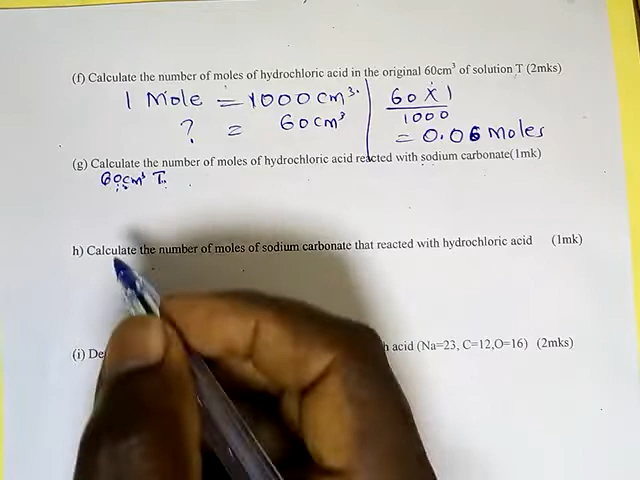 (f) Calculate the number of moles of hydrochloric acid in the original 60cm³ of solution T (2mks)
1 Mole = 1000cm³.
? = 60cm³
60 X 1
1000
= 0.06 Moles
(g) Calculate the number of moles of hydrochloric acid reacted with sodium carbonate(1mk)
60cm³ T.
h) Calculate the number of moles of sodium carbonate that reacted with hydrochloric acid (1mk)
(i) De acid (Na=23, C=12,O=16) (2mks)